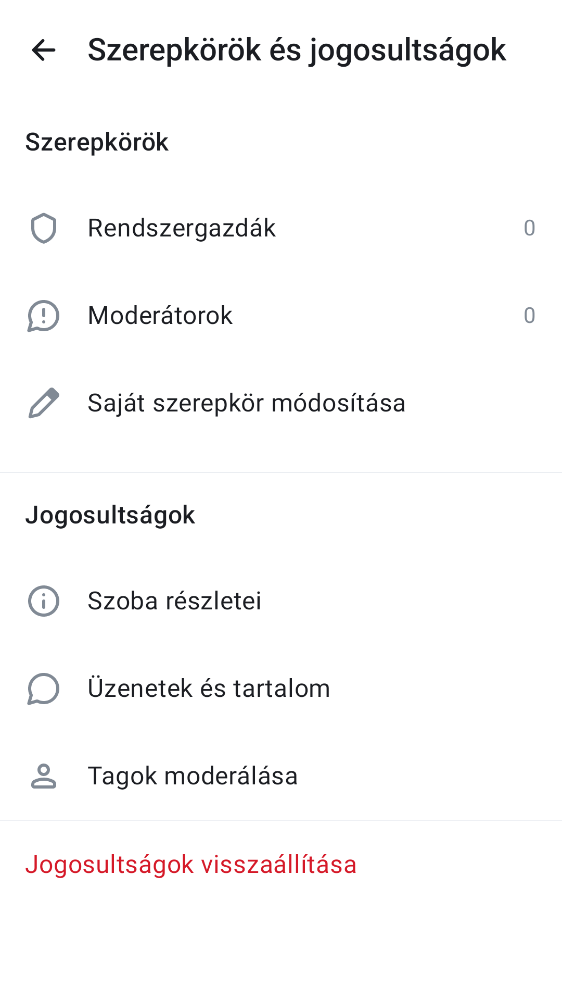 Szerepkörök és jogosultságok
Szerepkörök
Rendszergazdák 0
Moderátorok 0
Saját szerepkör módosítása
Jogosultságok
Szoba részletei
Üzenetek és tartalom
Tagok moderálása
Jogosultságok visszaállítása